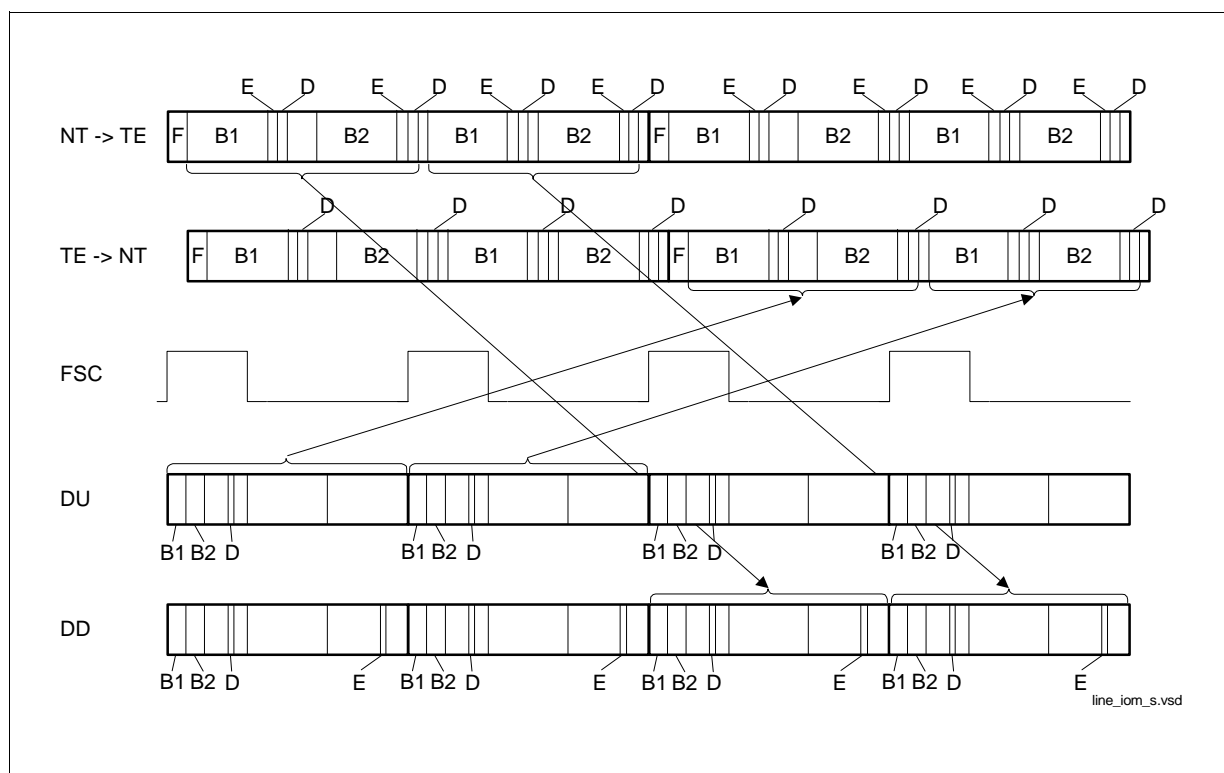 E D E D E D E D E D E D E D E D
NT -> TE F B1 B2 B1 B2 F B1 B2 B1 B2
D D D D D D D D
TE -> NT F B1 B2 B1 B2 F B1 B2 B1 B2
FSC
DU
B1 B2 D B1 B2 D B1 B2 D B1 B2 D
DD
B1 B2 D E B1 B2 D E B1 B2 D E B1 B2 D E
line_iom_s.vsd